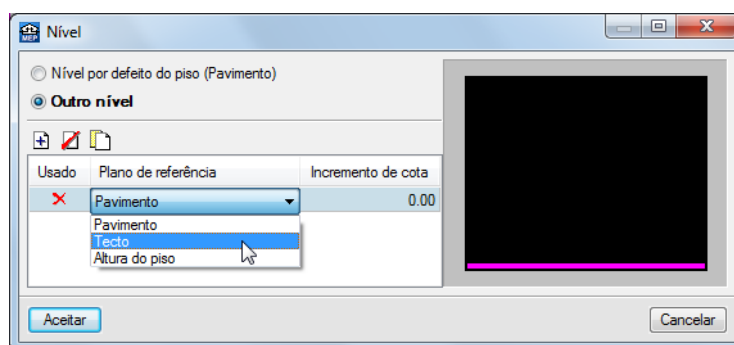 MEP Nível
Nível por defeito do piso (Pavimento)
Outro nível
Usado Plano de referência Incremento de cota
Pavimento 0.00
Pavimento
Tecto
Altura do piso
Aceitar Cancelar